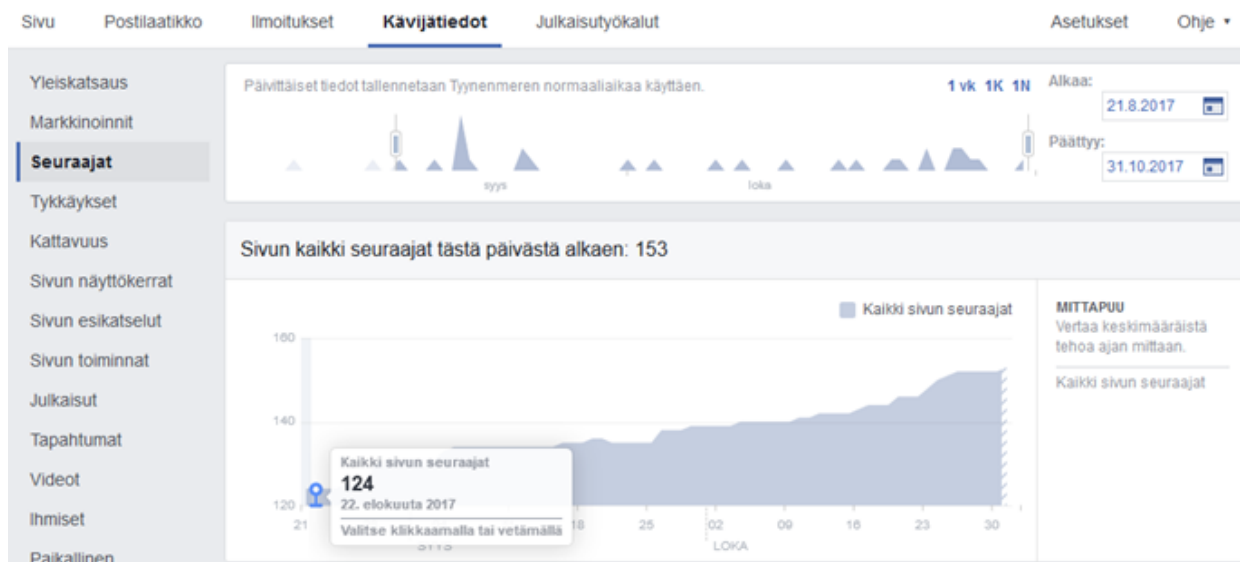 Sivu Postilaatikko Ilmoitukset Kävijätiedot Julkaisutyökalut Asetukset Ohje
Yleiskatsaus
Markkinoinnit
Seuraajat
Tykkäykset
Kattavuus
Sivun näyttökerrat
Sivun esikatselut
Sivun toiminnat
Julkaisut
Tapahtumat
Videot
Ihmiset
Paikallinen
Päivittäiset tiedot tallennetaan Tyynenmeren normaaliaikaa käyttäen.
1 vk 1K 1N
Alkaa:
21.8.2017
Päättyy:
31.10.2017
syys loka
Sivun kaikki seuraajat tästä päivästä alkaen: 153
Kaikki sivun seuraajat
160
140
120
Kaikki sivun seuraajat
124
22. elokuuta 2017
Valitse klikkaamalla tai vetämällä
21 18 25 02 09 16 23 30
SYYS LOKA
MITTAPUU
Vertaa keskimääräistä
tehoa ajan mittaan.
Kaikki sivun seuraajat